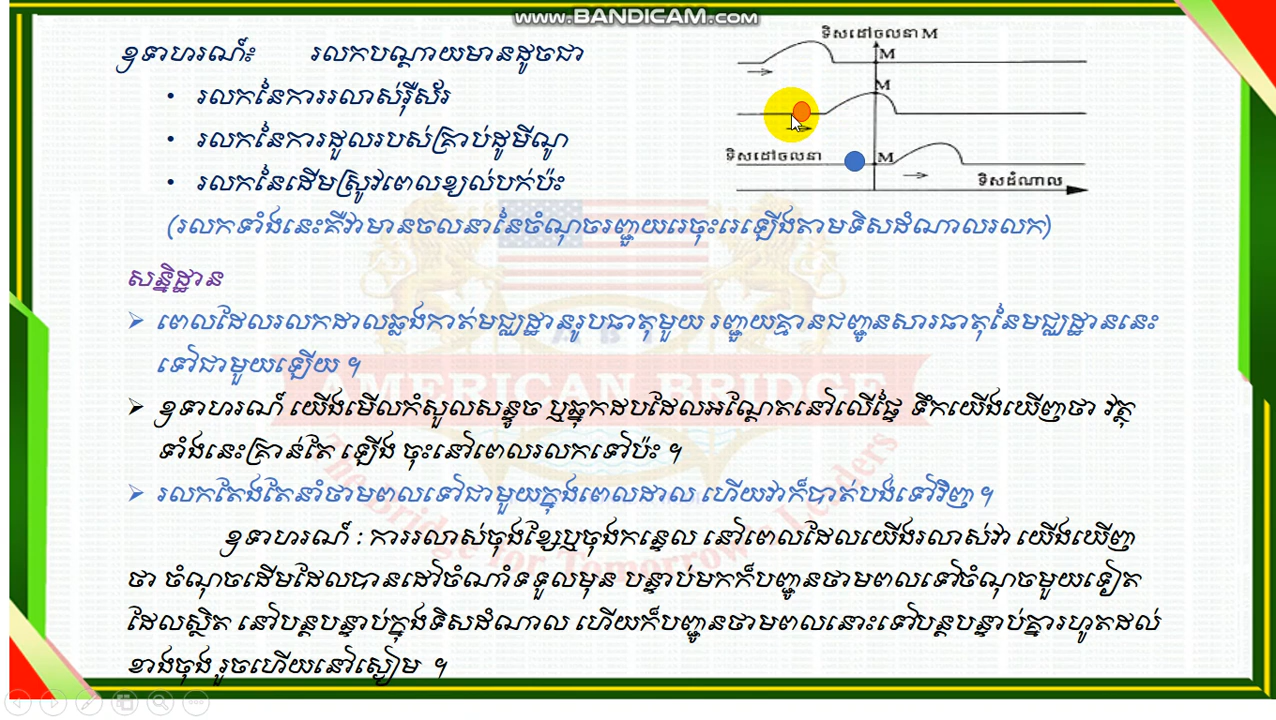 www.BANDICAM.com
ឧទាហរណ៍៖ រលកបណ្តោយមានដូចជា
• រលកនៃការរលាស់រ៉ឺស័រ
• រលកនៃការដួលរបស់គ្រាប់ដូមីណូ
• រលកនៃដើមស្រូវពេលខ្យល់បក់ប៉ះ
(រលកទាំងនេះគឺវាមានចលនានៃចំណុចរញ្ជួយរេចុះរេឡើងតាមទិសដំណាលរលក)
ទិសដៅចលនា M
M
M
ទិសដៅចលនា
M
ទិសដំណាល
សន្និដ្ឋាន
➢ ពេលដែលរលកដាលឆ្លងកាត់មជ្ឈដ្ឋានរូបធាតុមួយ រញ្ជួយគ្មានជញ្ជូនសារធាតុនៃមជ្ឈដ្ឋាននេះ
ទៅជាមួយឡើយ ។
➢ ឧទាហរណ៍ យើងមើលកំសួលសន្ទូច ឬឆ្នុកដបដែលអណ្តែតនៅលើផ្ទៃ ទឹកយើងឃើញថា វត្ថុ
ទាំងនេះគ្រាន់តែ ឡើង ចុះនៅពេលរលកទៅប៉ះ ។
➢ រលកតែងតែនាំថាមពលទៅជាមួយក្នុងពេលដាល ហើយវាក៏បាត់បង់ទៅវិញ។
ឧទាហរណ៍ : ការរលាស់ចុងខ្សែឬចុងកន្ទេល នៅពេលដែលយើងរលាស់វា យើងឃើញ
ថា ចំណុចដើមដែលបានដៅចំណាំទទួលមុន បន្ទាប់មកក៏បញ្ជូនថាមពលទៅចំណុចមួយទៀត
ដែលស្ថិត នៅបន្តបន្ទាប់ក្នុងទិសដំណាល ហើយក៏បញ្ជូនថាមពលនោះទៅបន្តបន្ទាប់គ្នារហូតដល់
ខាងចុង រួចហើយនៅស្ងៀម ។
AMERICAN BRIDGE
The Bridge for Tomorrow's Leaders